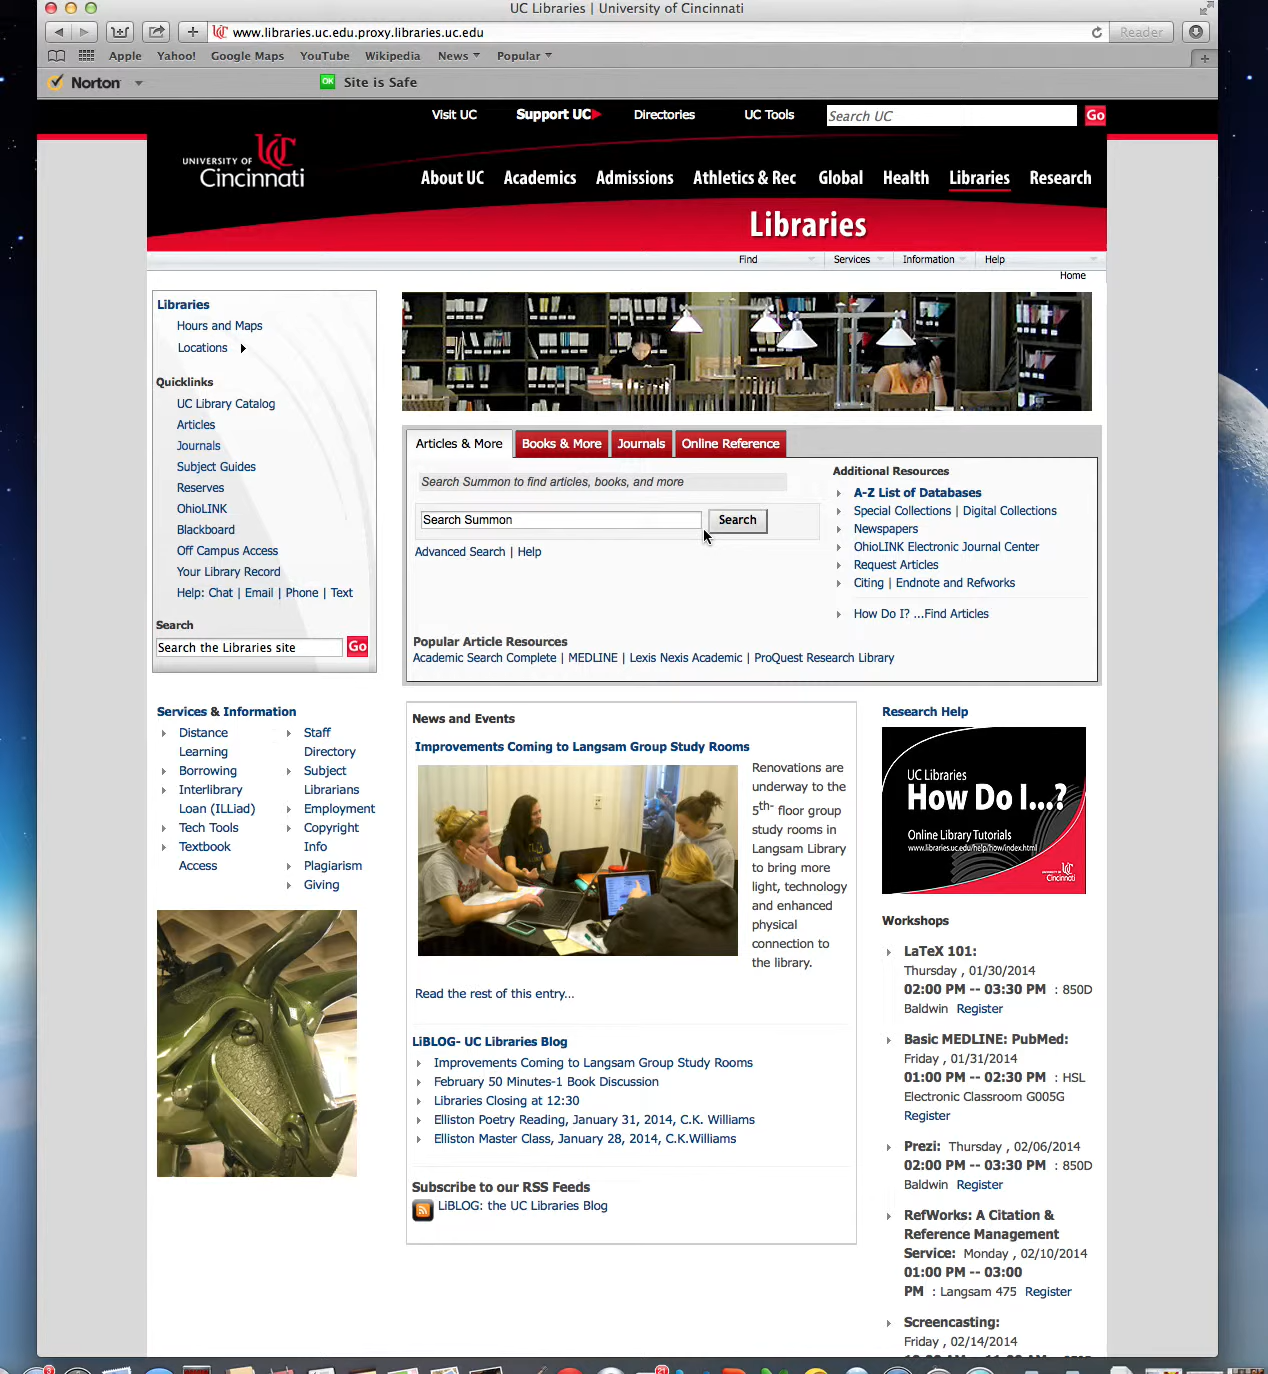 UC Libraries | University of Cincinnati
www.libraries.uc.edu.proxy.libraries.uc.edu
Reader
Apple Yahoo! Google Maps YouTube Wikipedia News Popular
Norton
OK Site is Safe
Visit UC Support UC Directories UC Tools Search UC Go
UNIVERSITY OF UC
Cincinnati
About UC Academics Admissions Athletics & Rec Global Health Libraries Research
Libraries
Find Services Information Help
Home
Libraries
Hours and Maps
Locations
Quicklinks
UC Library Catalog
Articles
Journals
Subject Guides
Reserves
OhioLINK
Blackboard
Off Campus Access
Your Library Record
Help: Chat | Email | Phone | Text
Search
Search the Libraries site Go
Articles & More Books & More Journals Online Reference
Search Summon to find articles, books, and more
Search Summon Search
Advanced Search | Help
Popular Article Resources
Academic Search Complete | MEDLINE | Lexis Nexis Academic | ProQuest Research Library
Additional Resources
A-Z List of Databases
Special Collections | Digital Collections
Newspapers
OhioLINK Electronic Journal Center
Request Articles
Citing | Endnote and Refworks
How Do I? ...Find Articles
Services & Information
Distance
Learning
Borrowing
Interlibrary
Loan (ILLiad)
Tech Tools
Textbook
Access
Staff
Directory
Subject
Librarians
Employment
Copyright
Info
Plagiarism
Giving
News and Events
Improvements Coming to Langsam Group Study Rooms
Renovations are
underway to the
5th- floor group
study rooms in
Langsam Library
to bring more
light, technology
and enhanced
physical
connection to
the library.
Read the rest of this entry...
LiBLOG- UC Libraries Blog
Improvements Coming to Langsam Group Study Rooms
February 50 Minutes-1 Book Discussion
Libraries Closing at 12:30
Elliston Poetry Reading, January 31, 2014, C.K. Williams
Elliston Master Class, January 28, 2014, C.K.Williams
Subscribe to our RSS Feeds
LiBLOG: the UC Libraries Blog
Research Help
UC Libraries
How Do I...?
Online Library Tutorials
www.libraries.uc.edu/help/how/index.html
UC
Cincinnati
Workshops
LaTeX 101:
Thursday , 01/30/2014
02:00 PM -- 03:30 PM : 850D
Baldwin Register
Basic MEDLINE: PubMed:
Friday , 01/31/2014
01:00 PM -- 02:30 PM : HSL
Electronic Classroom G005G
Register
Prezi: Thursday , 02/06/2014
02:00 PM -- 03:30 PM : 850D
Baldwin Register
RefWorks: A Citation &
Reference Management
Service: Monday , 02/10/2014
01:00 PM -- 03:00
PM : Langsam 475 Register
Screencasting:
Friday , 02/14/2014